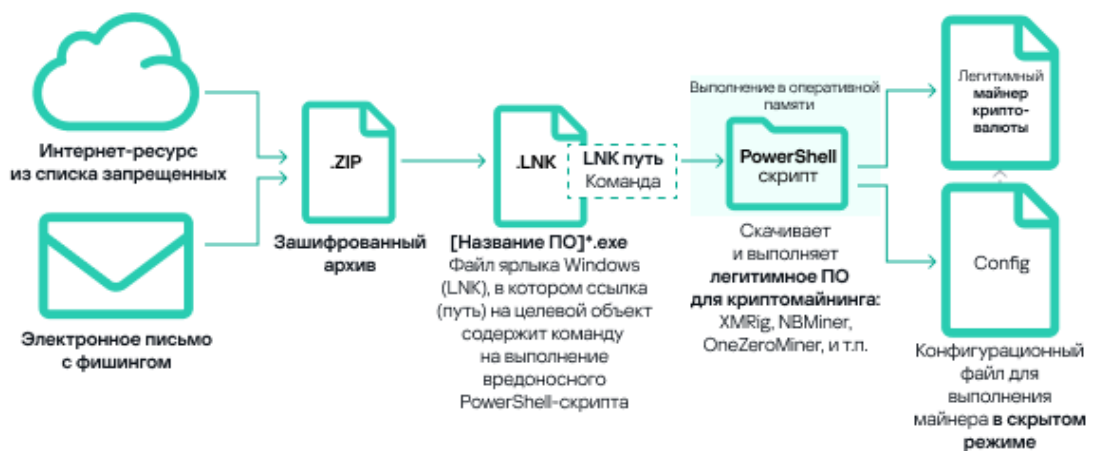 Интернет-ресурс
из списка запрещенных
Электронное письмо
с фишингом
.ZIP
Зашифрованный
архив
.LNK
LNK путь
Команда
[Название ПО]*.exe
Файл ярлыка Windows
(LNK), в котором ссылка
(путь) на целевой объект
содержит команду
на выполнение
вредоносного
PowerShell-скрипта
Выполнение в оперативной
памяти
PowerShell
скрипт
Скачивает
и выполняет
легитимное ПО
для криптомайнинга:
XMRig, NBMiner,
OneZeroMiner, и т.п.
Легитимный
майнер
крипто-
валюты
Config
Конфигурационный
файл для
выполнения
майнера в скрытом
режиме